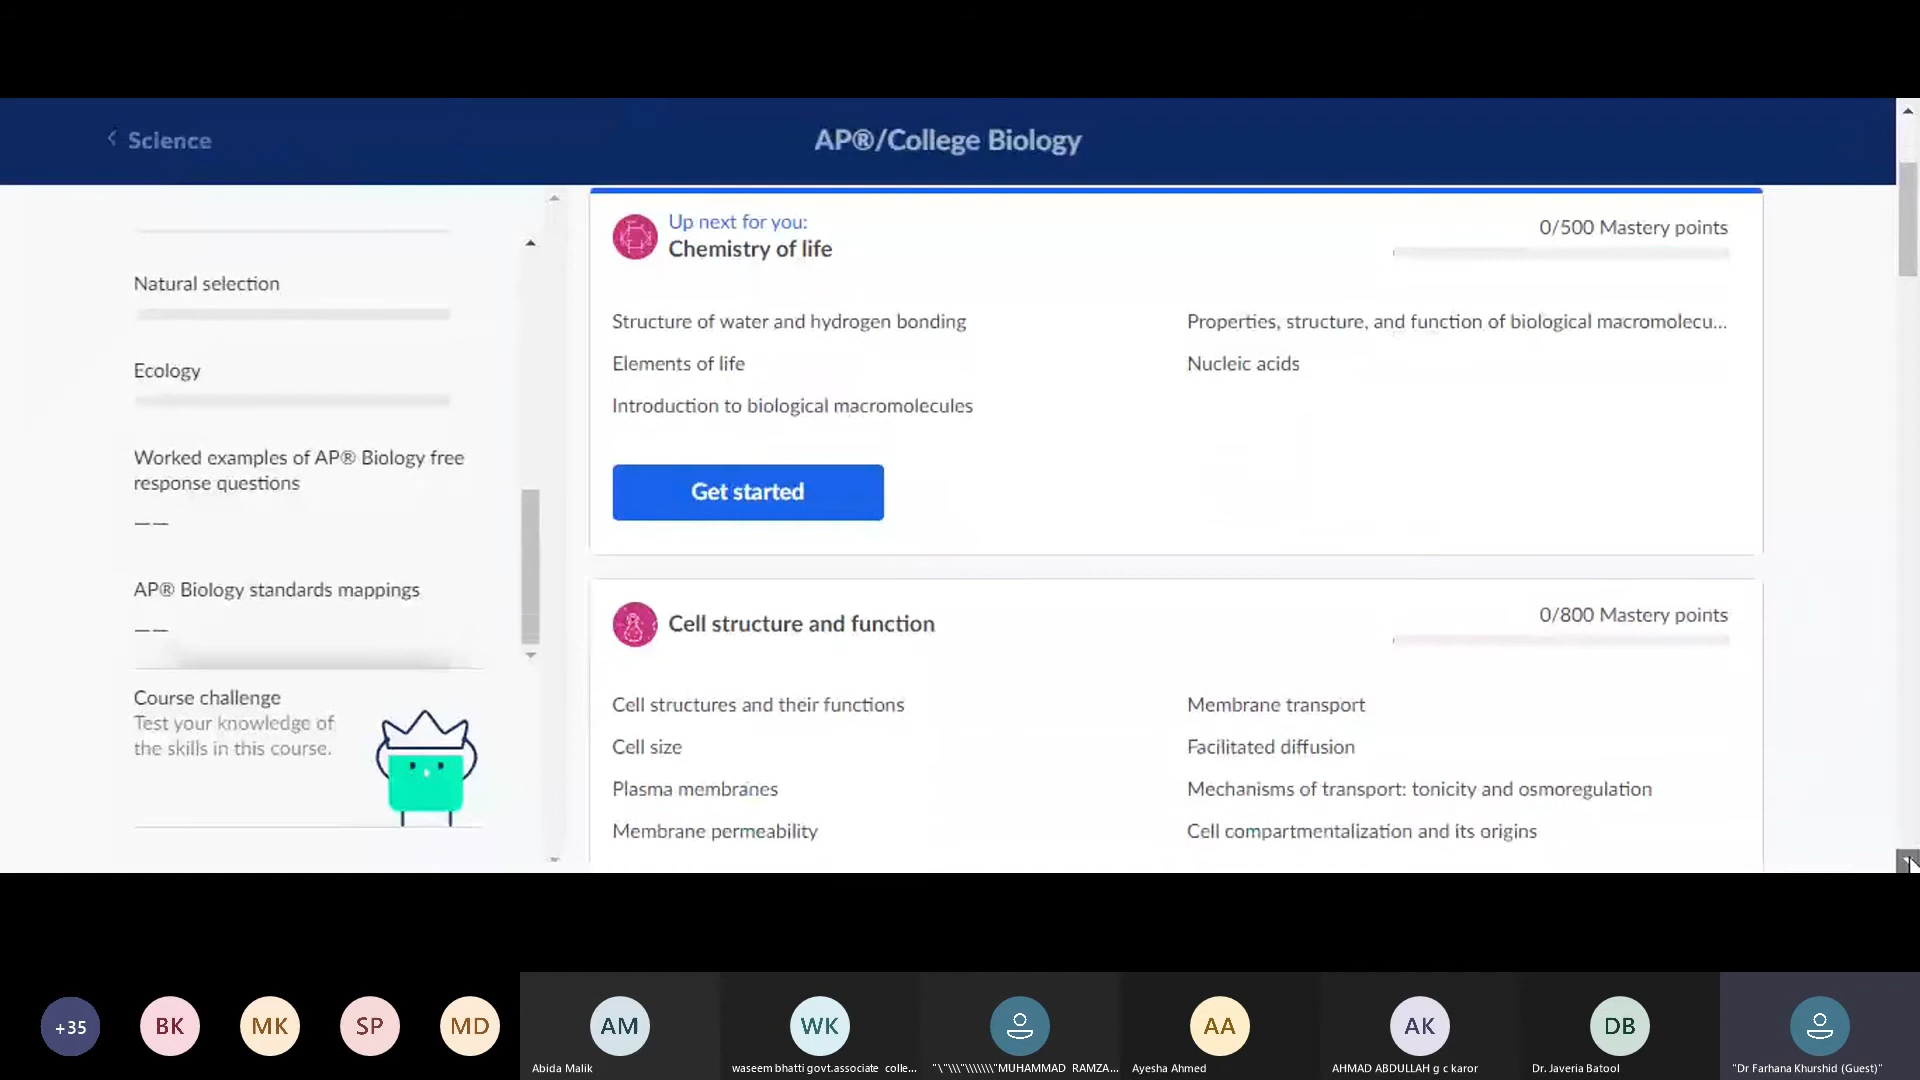 Science
AP®/College Biology
Natural selection
Ecology
Worked examples of AP® Biology free
response questions
AP® Biology standards mappings
Course challenge
Test your knowledge of
the skills in this course.
Up next for you:
Chemistry of life
0/500 Mastery points
Structure of water and hydrogen bonding
Elements of life
Introduction to biological macromolecules
Properties, structure, and function of biological macromolecu...
Nucleic acids
Get started
Cell structure and function
0/800 Mastery points
Cell structures and their functions
Cell size
Plasma membranes
Membrane permeability
Membrane transport
Facilitated diffusion
Mechanisms of transport: tonicity and osmoregulation
Cell compartmentalization and its origins
+35
BK
MK
SP
MD
AM
Abida Malik
WK
waseem bhatti govt.associate colle...
"\"\\\"\\\\\\\"MUHAMMAD RAMZA...
AA
Ayesha Ahmed
AK
AHMAD ABDULLAH g c karor
DB
Dr. Javeria Batool
"Dr Farhana Khurshid (Guest)"